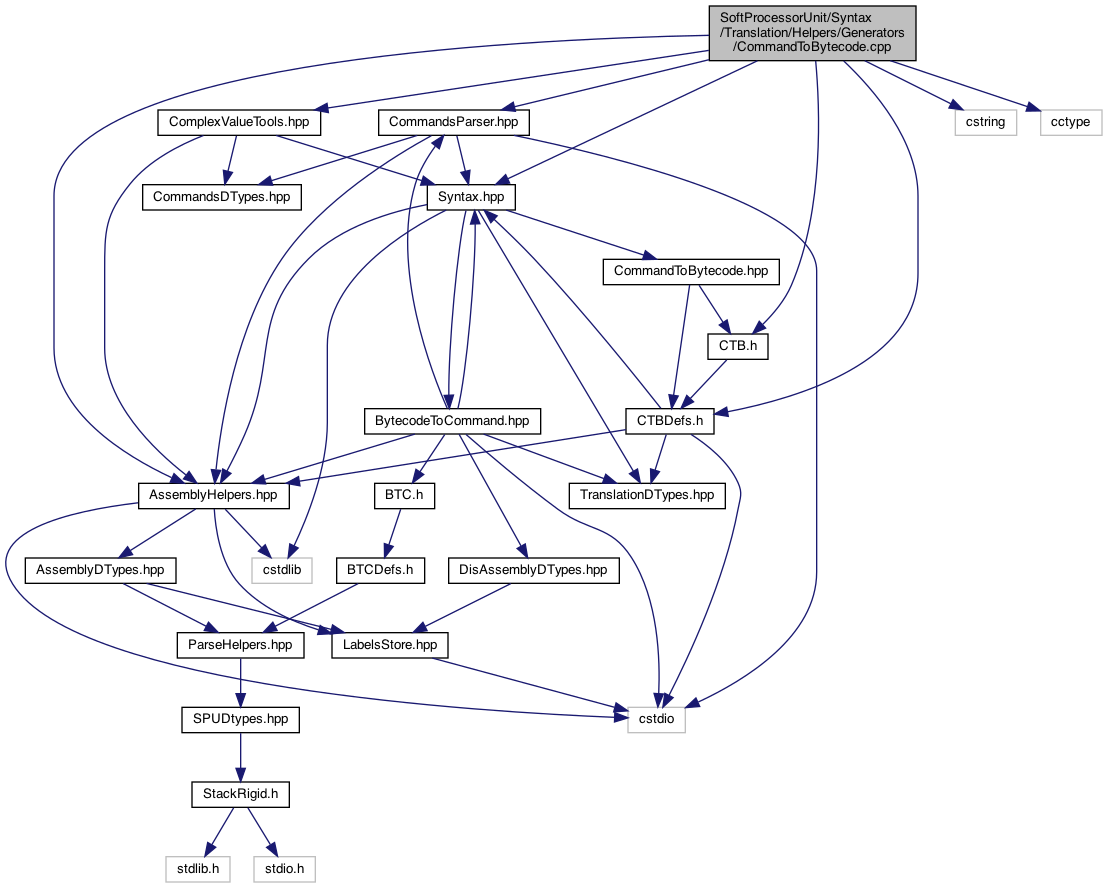 SoftProcessorUnit/Syntax
/Translation/Helpers/Generators
/CommandToBytecode.cpp
ComplexValueTools.hpp
CommandsParser.hpp
cstring
cctype
CommandsDTypes.hpp
Syntax.hpp
CommandToBytecode.hpp
CTB.h
BytecodeToCommand.hpp
CTBDefs.h
AssemblyHelpers.hpp
BTC.h
TranslationDTypes.hpp
AssemblyDTypes.hpp
cstdlib
BTCDefs.h
DisAssemblyDTypes.hpp
ParseHelpers.hpp
LabelsStore.hpp
SPUDtypes.hpp
cstdio
StackRigid.h
stdlib.h
stdio.h